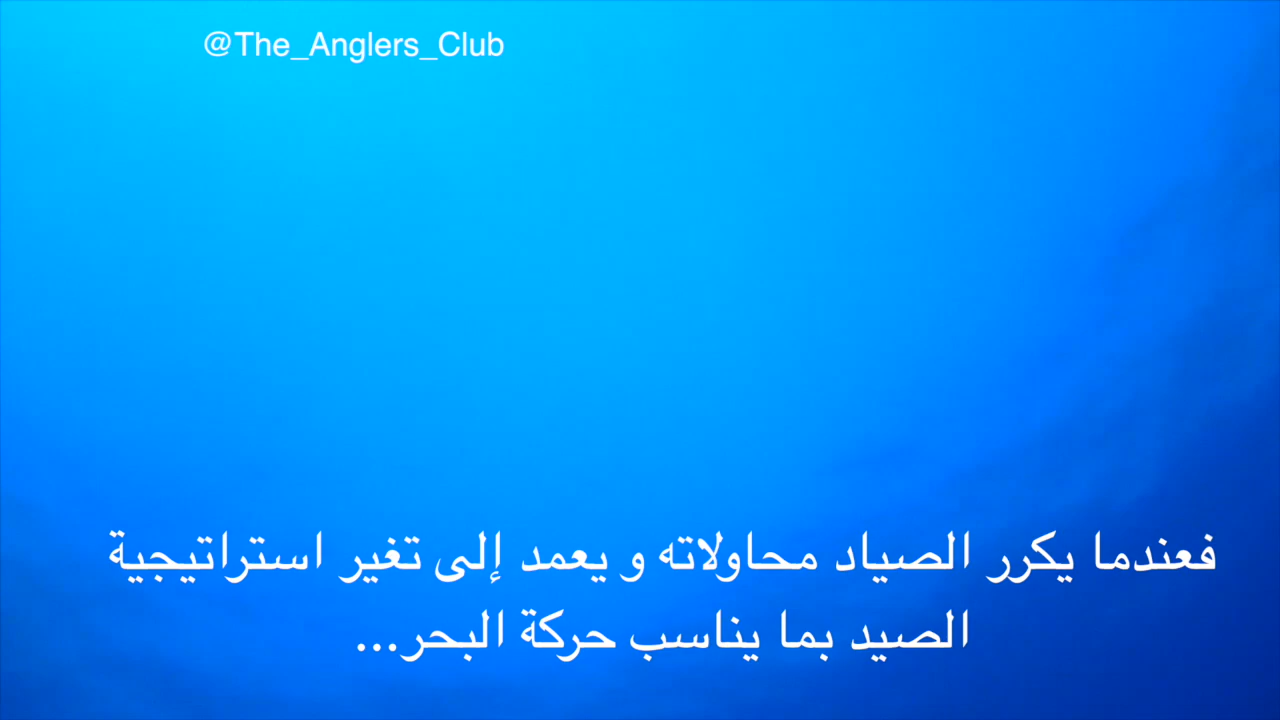 @The_Anglers_Club
فعندما يكرر الصياد محاولاته و يعمد إلى تغير استراتيجية
الصيد بما يناسب حركة البحر...